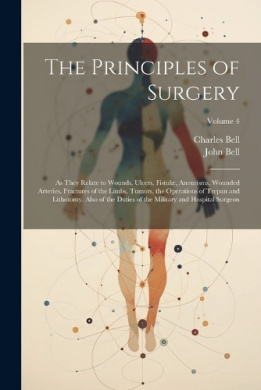 The Principles of
Surgery
Volume 4
Charles Bell
John Bell
As They Relate to Wounds, Ulcers, Fistulæ, Aneurisms, Wounded
Arteries, Fractures of the Limbs, Tumors, the Operations of Trepan and
Lithotomy. Also of the Duties of the Military and Hospital Surgeon